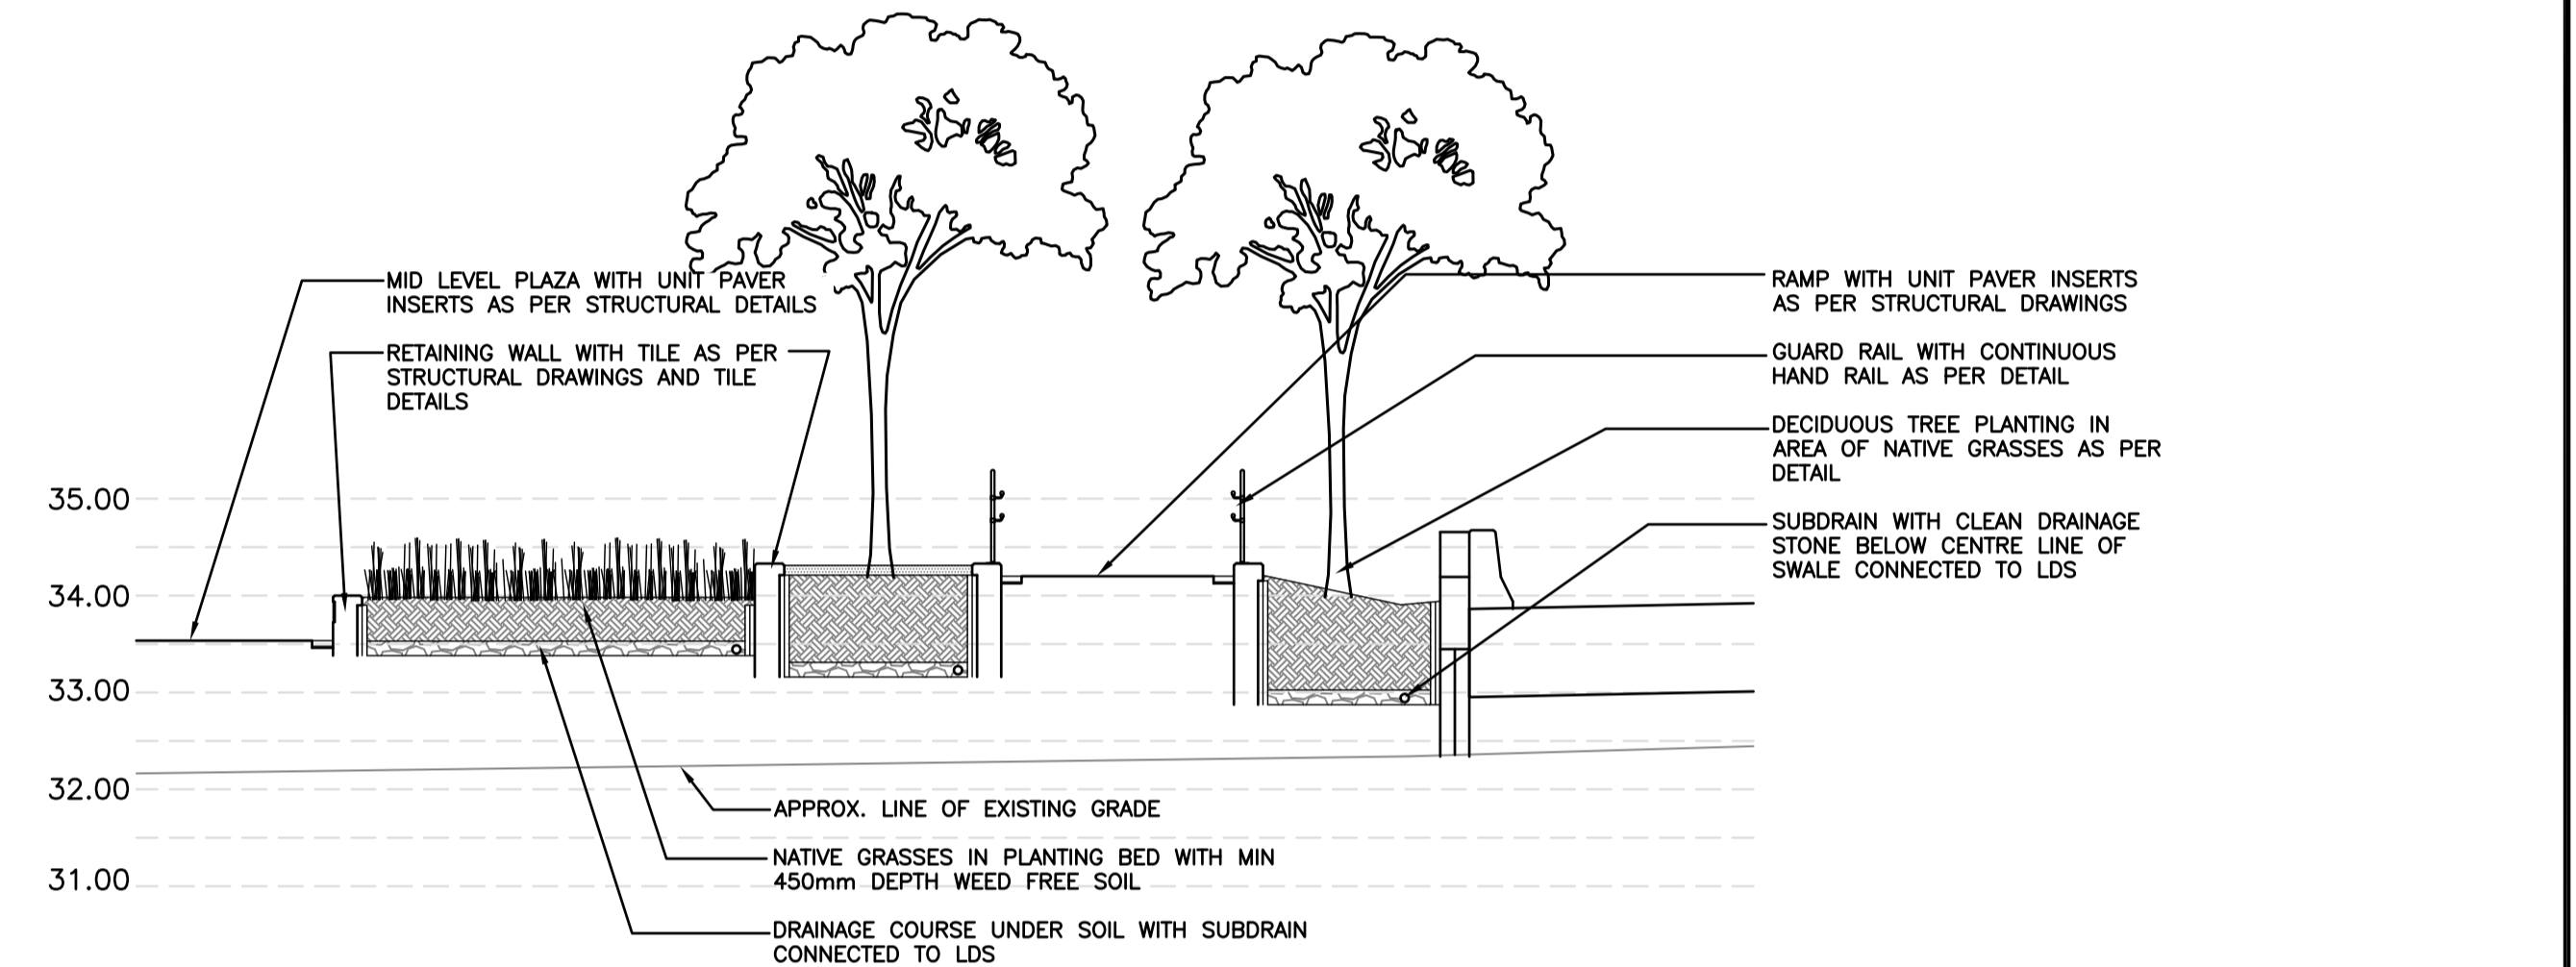 MID LEVEL PLAZA WITH UNIT PAVER
INSERTS AS PER STRUCTURAL DETAILS
RETAINING WALL WITH TILE AS PER
STRUCTURAL DRAWINGS AND TILE
DETAILS
RAMP WITH UNIT PAVER INSERTS
AS PER STRUCTURAL DRAWINGS
GUARD RAIL WITH CONTINUOUS
HAND RAIL AS PER DETAIL
DECIDUOUS TREE PLANTING IN
AREA OF NATIVE GRASSES AS PER
DETAIL
SUBDRAIN WITH CLEAN DRAINAGE
STONE BELOW CENTRE LINE OF
SWALE CONNECTED TO LDS
35.00
34.00
33.00
32.00
31.00
APPROX. LINE OF EXISTING GRADE
NATIVE GRASSES IN PLANTING BED WITH MIN
450mm DEPTH WEED FREE SOIL
DRAINAGE COURSE UNDER SOIL WITH SUBDRAIN
CONNECTED TO LDS